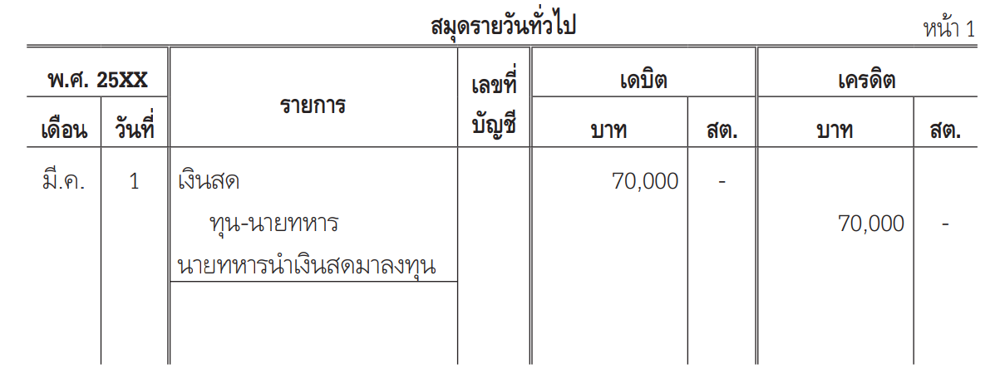 สมุดรายวันทั่วไป หน้า 1
พ.ศ. 25XX รายการ เลขที่บัญชี เดบิต เครดิต
เดือน วันที่ บาท สต. บาท สต.
มี.ค. 1 เงินสด 70,000 -
ทุน-นายทหาร 70,000 -
นายทหารนำเงินสดมาลงทุน